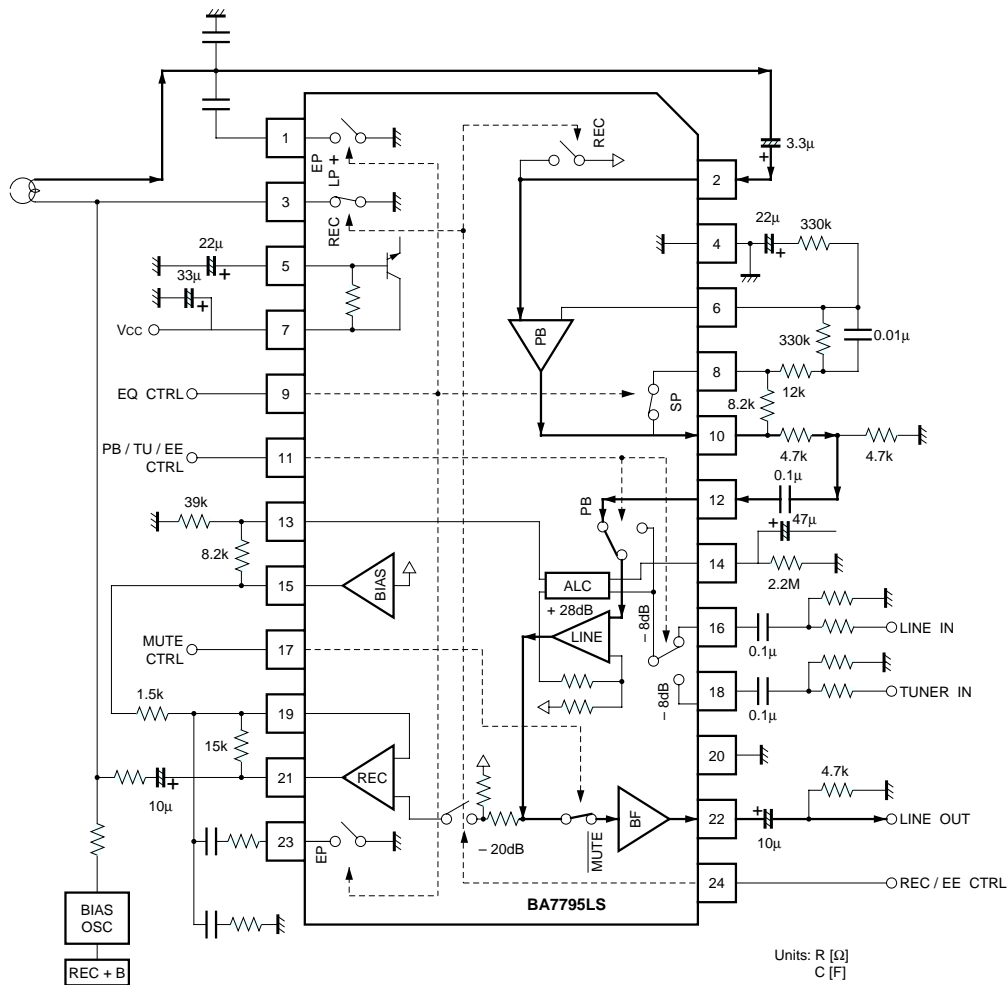 3.3μ
1
EP
LP +
REC
2
3
REC
22μ
330k
4
22μ
5
33μ
6
VCC
7
PB
330k
0.01μ
8
EQ CTRL
9
SP
12k
8.2k
10
4.7k
4.7k
PB / TU / EE
CTRL
11
0.1μ
12
PB
39k
13
47μ
14
8.2k
2.2M
15
BIAS
ALC
+ 28dB
– 8dB
LINE
16
LINE IN
0.1μ
MUTE
CTRL
17
– 8dB
18
TUNER IN
0.1μ
1.5k
19
15k
20
21
REC
4.7k
10μ
BF
22
LINE OUT
10μ
23
EP
– 20dB
MUTE
24
REC / EE CTRL
BIAS
OSC
BA7795LS
REC + B
Units: R [Ω]
C [F]